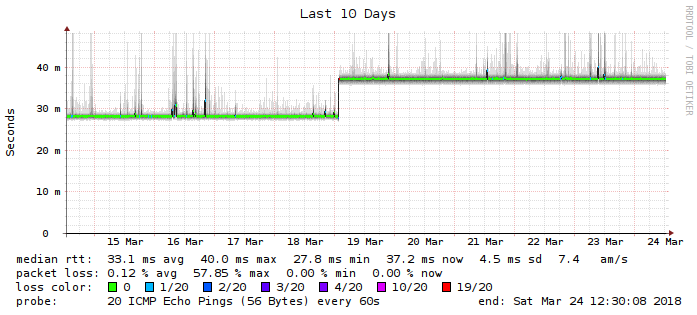 Last 10 Days
RRDTOOL / TOBI OETIKER
Seconds
40 m
30 m
20 m
10 m
0
15 Mar 16 Mar 17 Mar 18 Mar 19 Mar 20 Mar 21 Mar 22 Mar 23 Mar 24 Mar
median rtt: 33.1 ms avg 40.0 ms max 27.8 ms min 37.2 ms now 4.5 ms sd 7.4 am/s
packet loss: 0.12 % avg 57.85 % max 0.00 % min 0.00 % now
loss color: 0 1/20 2/20 3/20 4/20 10/20 19/20
probe: 20 ICMP Echo Pings (56 Bytes) every 60s end: Sat Mar 24 12:30:08 2018